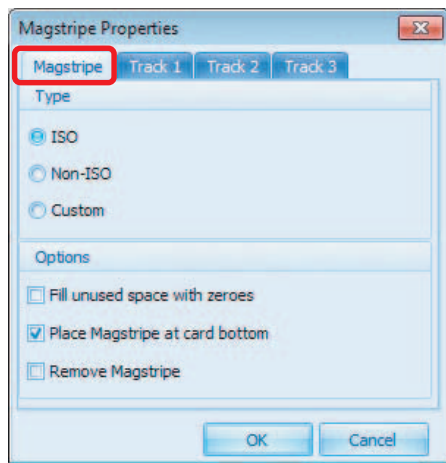 Magstripe Properties
Magstripe Track 1 Track 2 Track 3
Type
ISO
Non-ISO
Custom
Options
Fill unused space with zeroes
Place Magstripe at card bottom
Remove Magstripe
OK Cancel